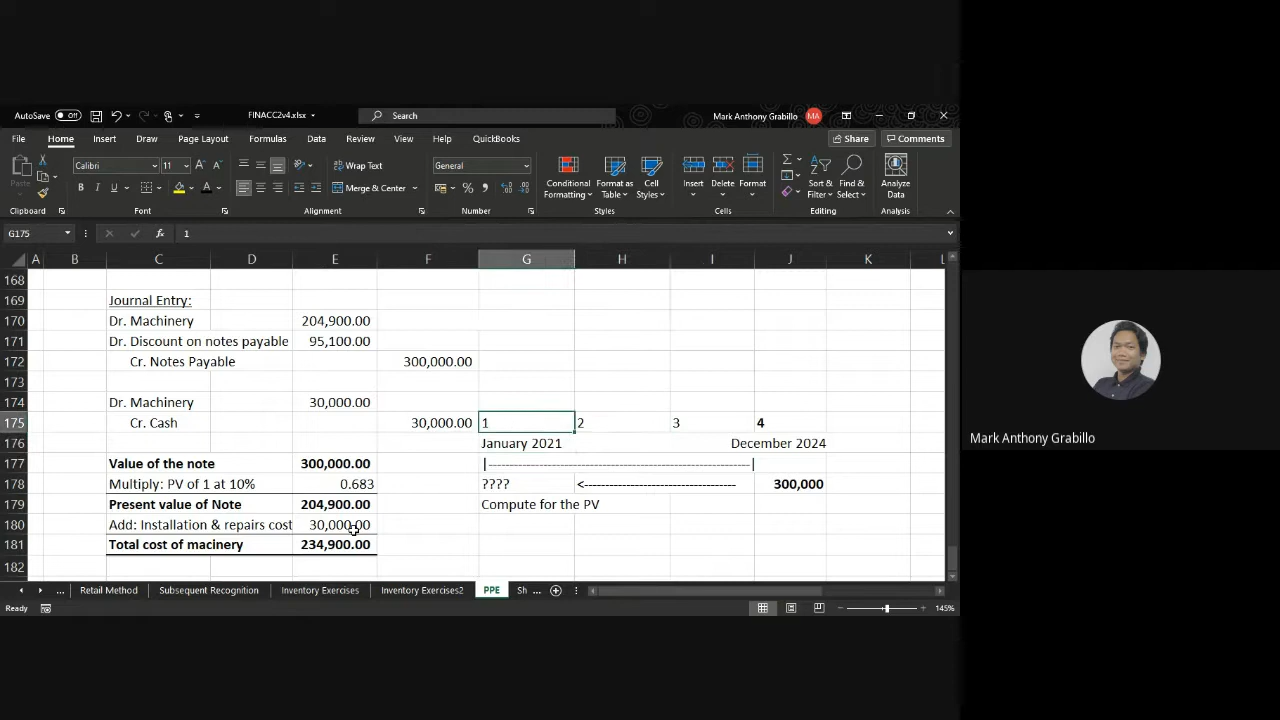 AutoSave Off FINACC2v4.xlsx Search Mark Anthony Grabillo MA
File Home Insert Draw Page Layout Formulas Data Review View Help QuickBooks Share Comments
Paste Calibri 11 Wrap Text General Conditional Formatting Format as Table Cell Styles Insert Delete Format Sort & Filter Find & Select Analyze Data
Merge & Center
Clipboard Font Alignment Number Styles Cells Editing Analysis
G175 fx 1
A B C D E F G H I J K L
168
169 Journal Entry:
170 Dr. Machinery 204,900.00
171 Dr. Discount on notes payable 95,100.00
172 Cr. Notes Payable 300,000.00
173
174 Dr. Machinery 30,000.00
175 Cr. Cash 30,000.00 1 2 3 4
176 January 2021 December 2024
177 Value of the note 300,000.00 |--------------------------------------------------------------|
178 Multiply: PV of 1 at 10% 0.683 ???? <------------------------------------ 300,000
179 Present value of Note 204,900.00 Compute for the PV
180 Add: Installation & repairs cost 30,000.00
181 Total cost of macinery 234,900.00
182
... Retail Method Subsequent Recognition Inventory Exercises Inventory Exercises2 PPE Sh ...
Ready 145%
Mark Anthony Grabillo